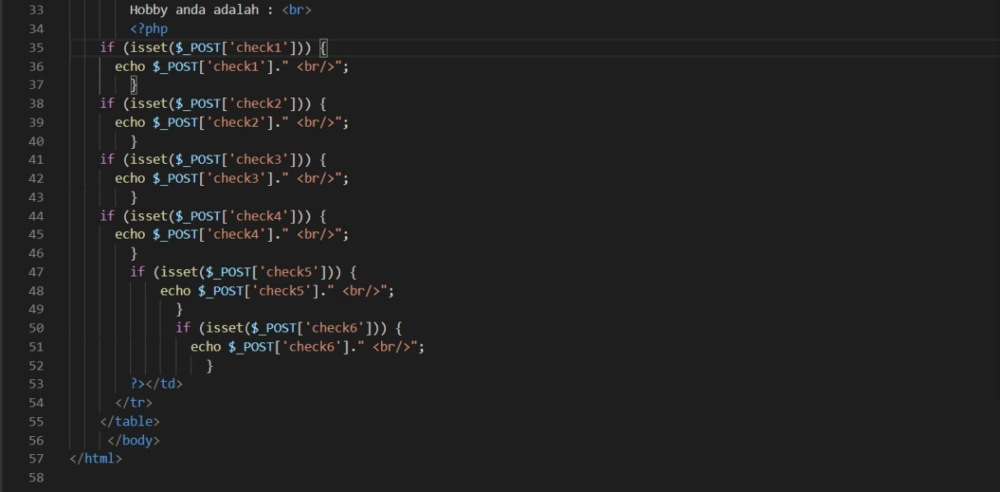 33 Hobby anda adalah : <br>
34 <?php
35 if (isset($_POST['check1'])) {
36 echo $_POST['check1']." <br/>";
37 }
38 if (isset($_POST['check2'])) {
39 echo $_POST['check2']." <br/>";
40 }
41 if (isset($_POST['check3'])) {
42 echo $_POST['check3']." <br/>";
43 }
44 if (isset($_POST['check4'])) {
45 echo $_POST['check4']." <br/>";
46 }
47 if (isset($_POST['check5'])) {
48 echo $_POST['check5']." <br/>";
49 }
50 if (isset($_POST['check6'])) {
51 echo $_POST['check6']." <br/>";
52 }
53 ?></td>
54 </tr>
55 </table>
56 </body>
57 </html>
58